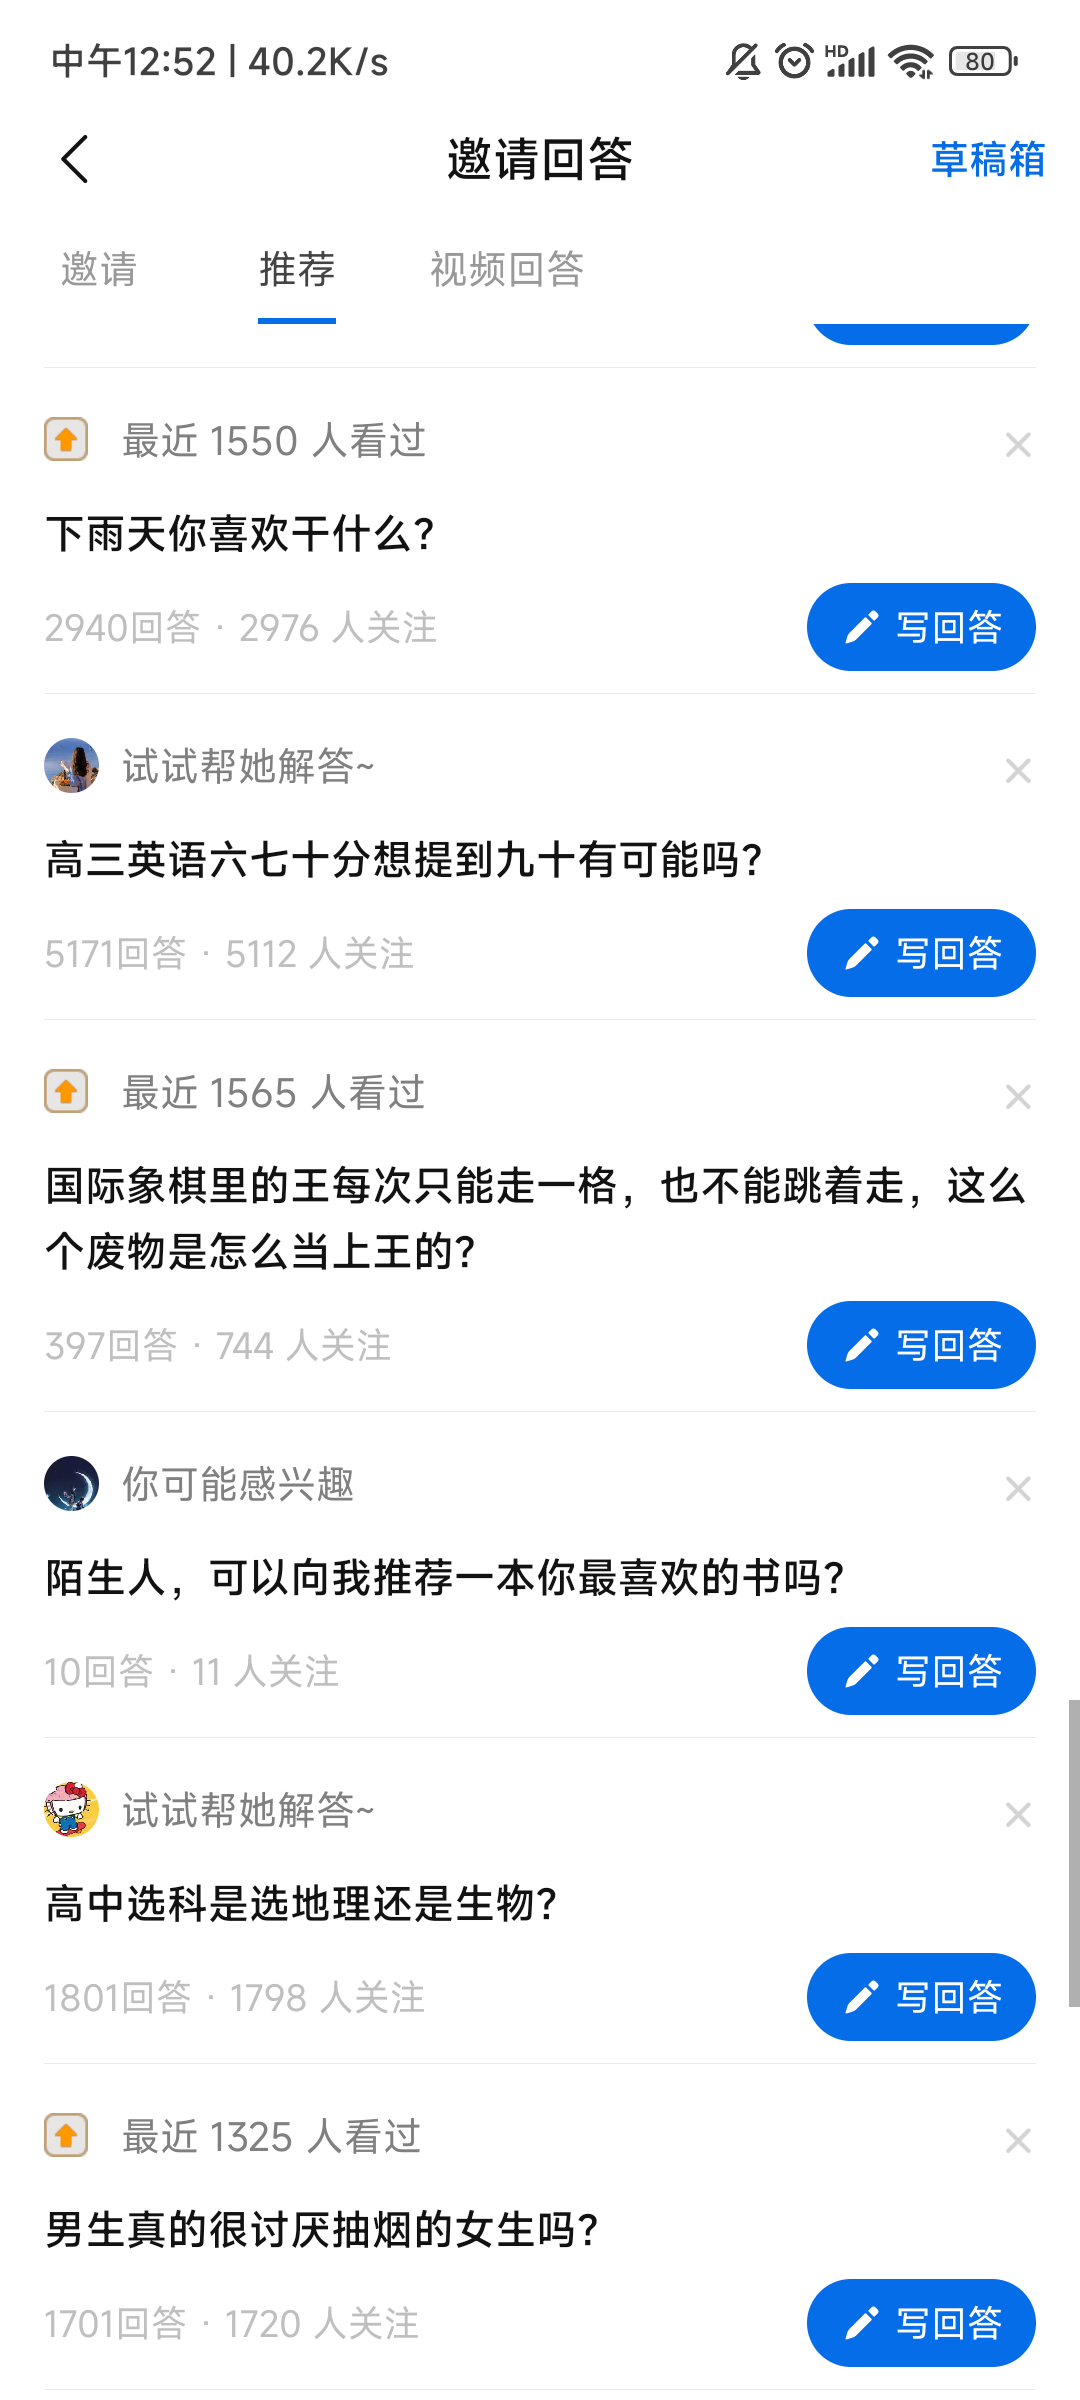 中午12:52 | 40.2K/s
HD
80
邀请回答
草稿箱
邀请
推荐
视频回答
最近 1550 人看过
下雨天你喜欢干什么?
2940回答 · 2976 人关注
写回答
试试帮她解答~
高三英语六七十分想提到九十有可能吗?
5171回答 · 5112 人关注
写回答
最近 1565 人看过
国际象棋里的王每次只能走一格，也不能跳着走，这么
个废物是怎么当上王的?
397回答 · 744 人关注
写回答
你可能感兴趣
陌生人，可以向我推荐一本你最喜欢的书吗?
10回答 · 11 人关注
写回答
试试帮她解答~
高中选科是选地理还是生物?
1801回答 · 1798 人关注
写回答
最近 1325 人看过
男生真的很讨厌抽烟的女生吗?
1701回答 · 1720 人关注
写回答